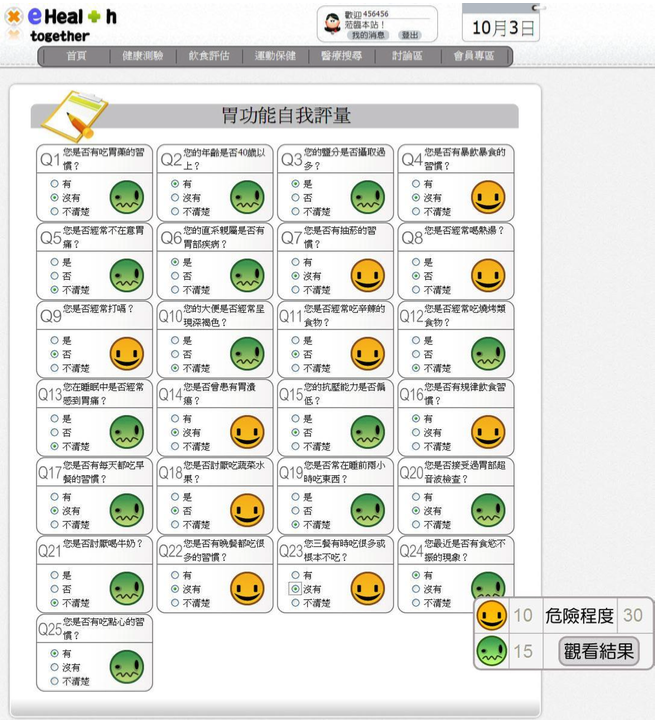 eHealth
together
歡迎 456456
蒞臨本站！
我的消息 登出
10月3日
首頁 健康測驗 飲食評估 運動保健 醫療搜尋 討論區 會員專區
胃功能自我評量
Q1 您是否有吃胃藥的習慣？
有
沒有
不清楚
Q2 您的年齡是否40歲以上？
有
沒有
不清楚
Q3 您的鹽分是否攝取過多？
是
否
不清楚
Q4 您是否有暴飲暴食的習慣？
有
沒有
不清楚
Q5 您是否經常不在意胃痛？
是
否
不清楚
Q6 您的直系親屬是否有胃部疾病？
是
否
不清楚
Q7 您是否有抽菸的習慣？
有
沒有
不清楚
Q8 您是否經常喝熱湯？
是
否
不清楚
Q9 您是否經常打嗝？
是
否
不清楚
Q10 您的大便是否經常呈現深褐色？
是
否
不清楚
Q11 您是否經常吃辛辣的食物？
是
否
不清楚
Q12 您是否經常吃燒烤類食物？
是
否
不清楚
Q13 您在睡眠中是否經常感到胃痛？
是
否
不清楚
Q14 您是否曾患有胃潰瘍？
有
沒有
不清楚
Q15 您的抗壓能力是否偏低？
是
否
不清楚
Q16 您是否有規律飲食習慣？
有
沒有
不清楚
Q17 您是否有每天都吃早餐的習慣？
有
沒有
不清楚
Q18 您是否討厭吃蔬菜水果？
是
否
不清楚
Q19 您是否常在睡前兩小時吃東西？
是
否
不清楚
Q20 您是否接受過胃部超音波檢查？
有
沒有
不清楚
Q21 您是否討厭喝牛奶？
是
否
不清楚
Q22 您是否有晚餐都吃很多的習慣？
有
沒有
不清楚
Q23 您三餐有時吃很多或根本不吃？
有
沒有
不清楚
Q24 您最近是否有食慾不振的現象？
有
沒有
不清楚
Q25 您是否有吃點心的習慣？
有
沒有
不清楚
10 危險程度 30
15 觀看結果